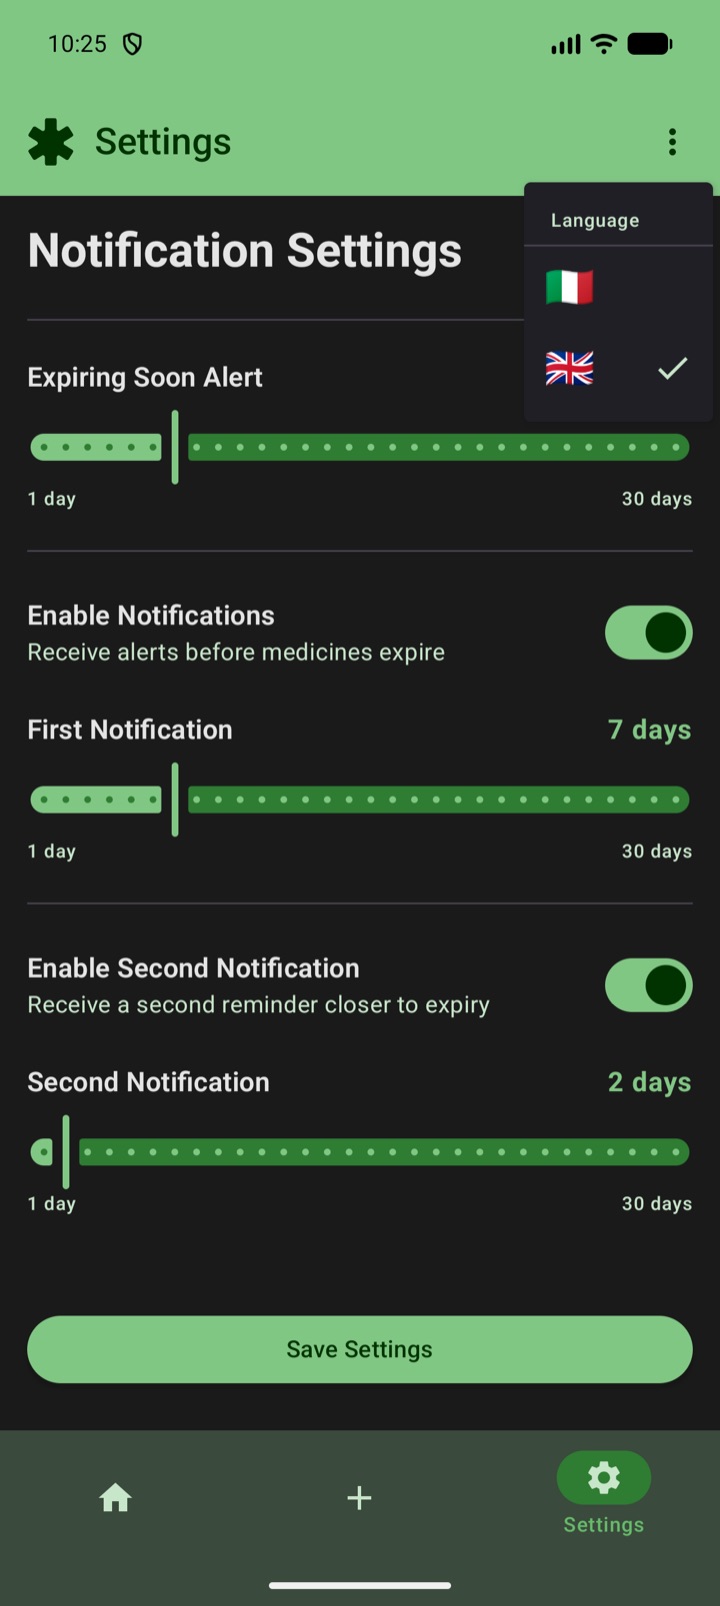 10:25
Settings
Language
Notification Settings
Expiring Soon Alert
1 day 30 days
Enable Notifications
Receive alerts before medicines expire
First Notification 7 days
1 day 30 days
Enable Second Notification
Receive a second reminder closer to expiry
Second Notification 2 days
1 day 30 days
Save Settings
Settings